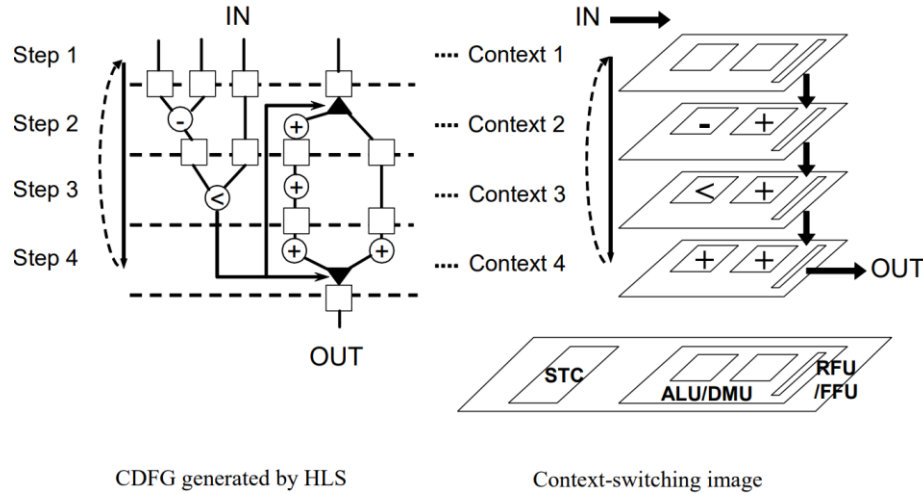 IN
IN
Step 1
.... Context 1
Step 2
.... Context 2
-
+
- +
Step 3
.... Context 3
+
<
< +
Step 4
.... Context 4
+ +
+ +
OUT
OUT
STC
ALU/DMU
RFU
/FFU
CDFG generated by HLS
Context-switching image